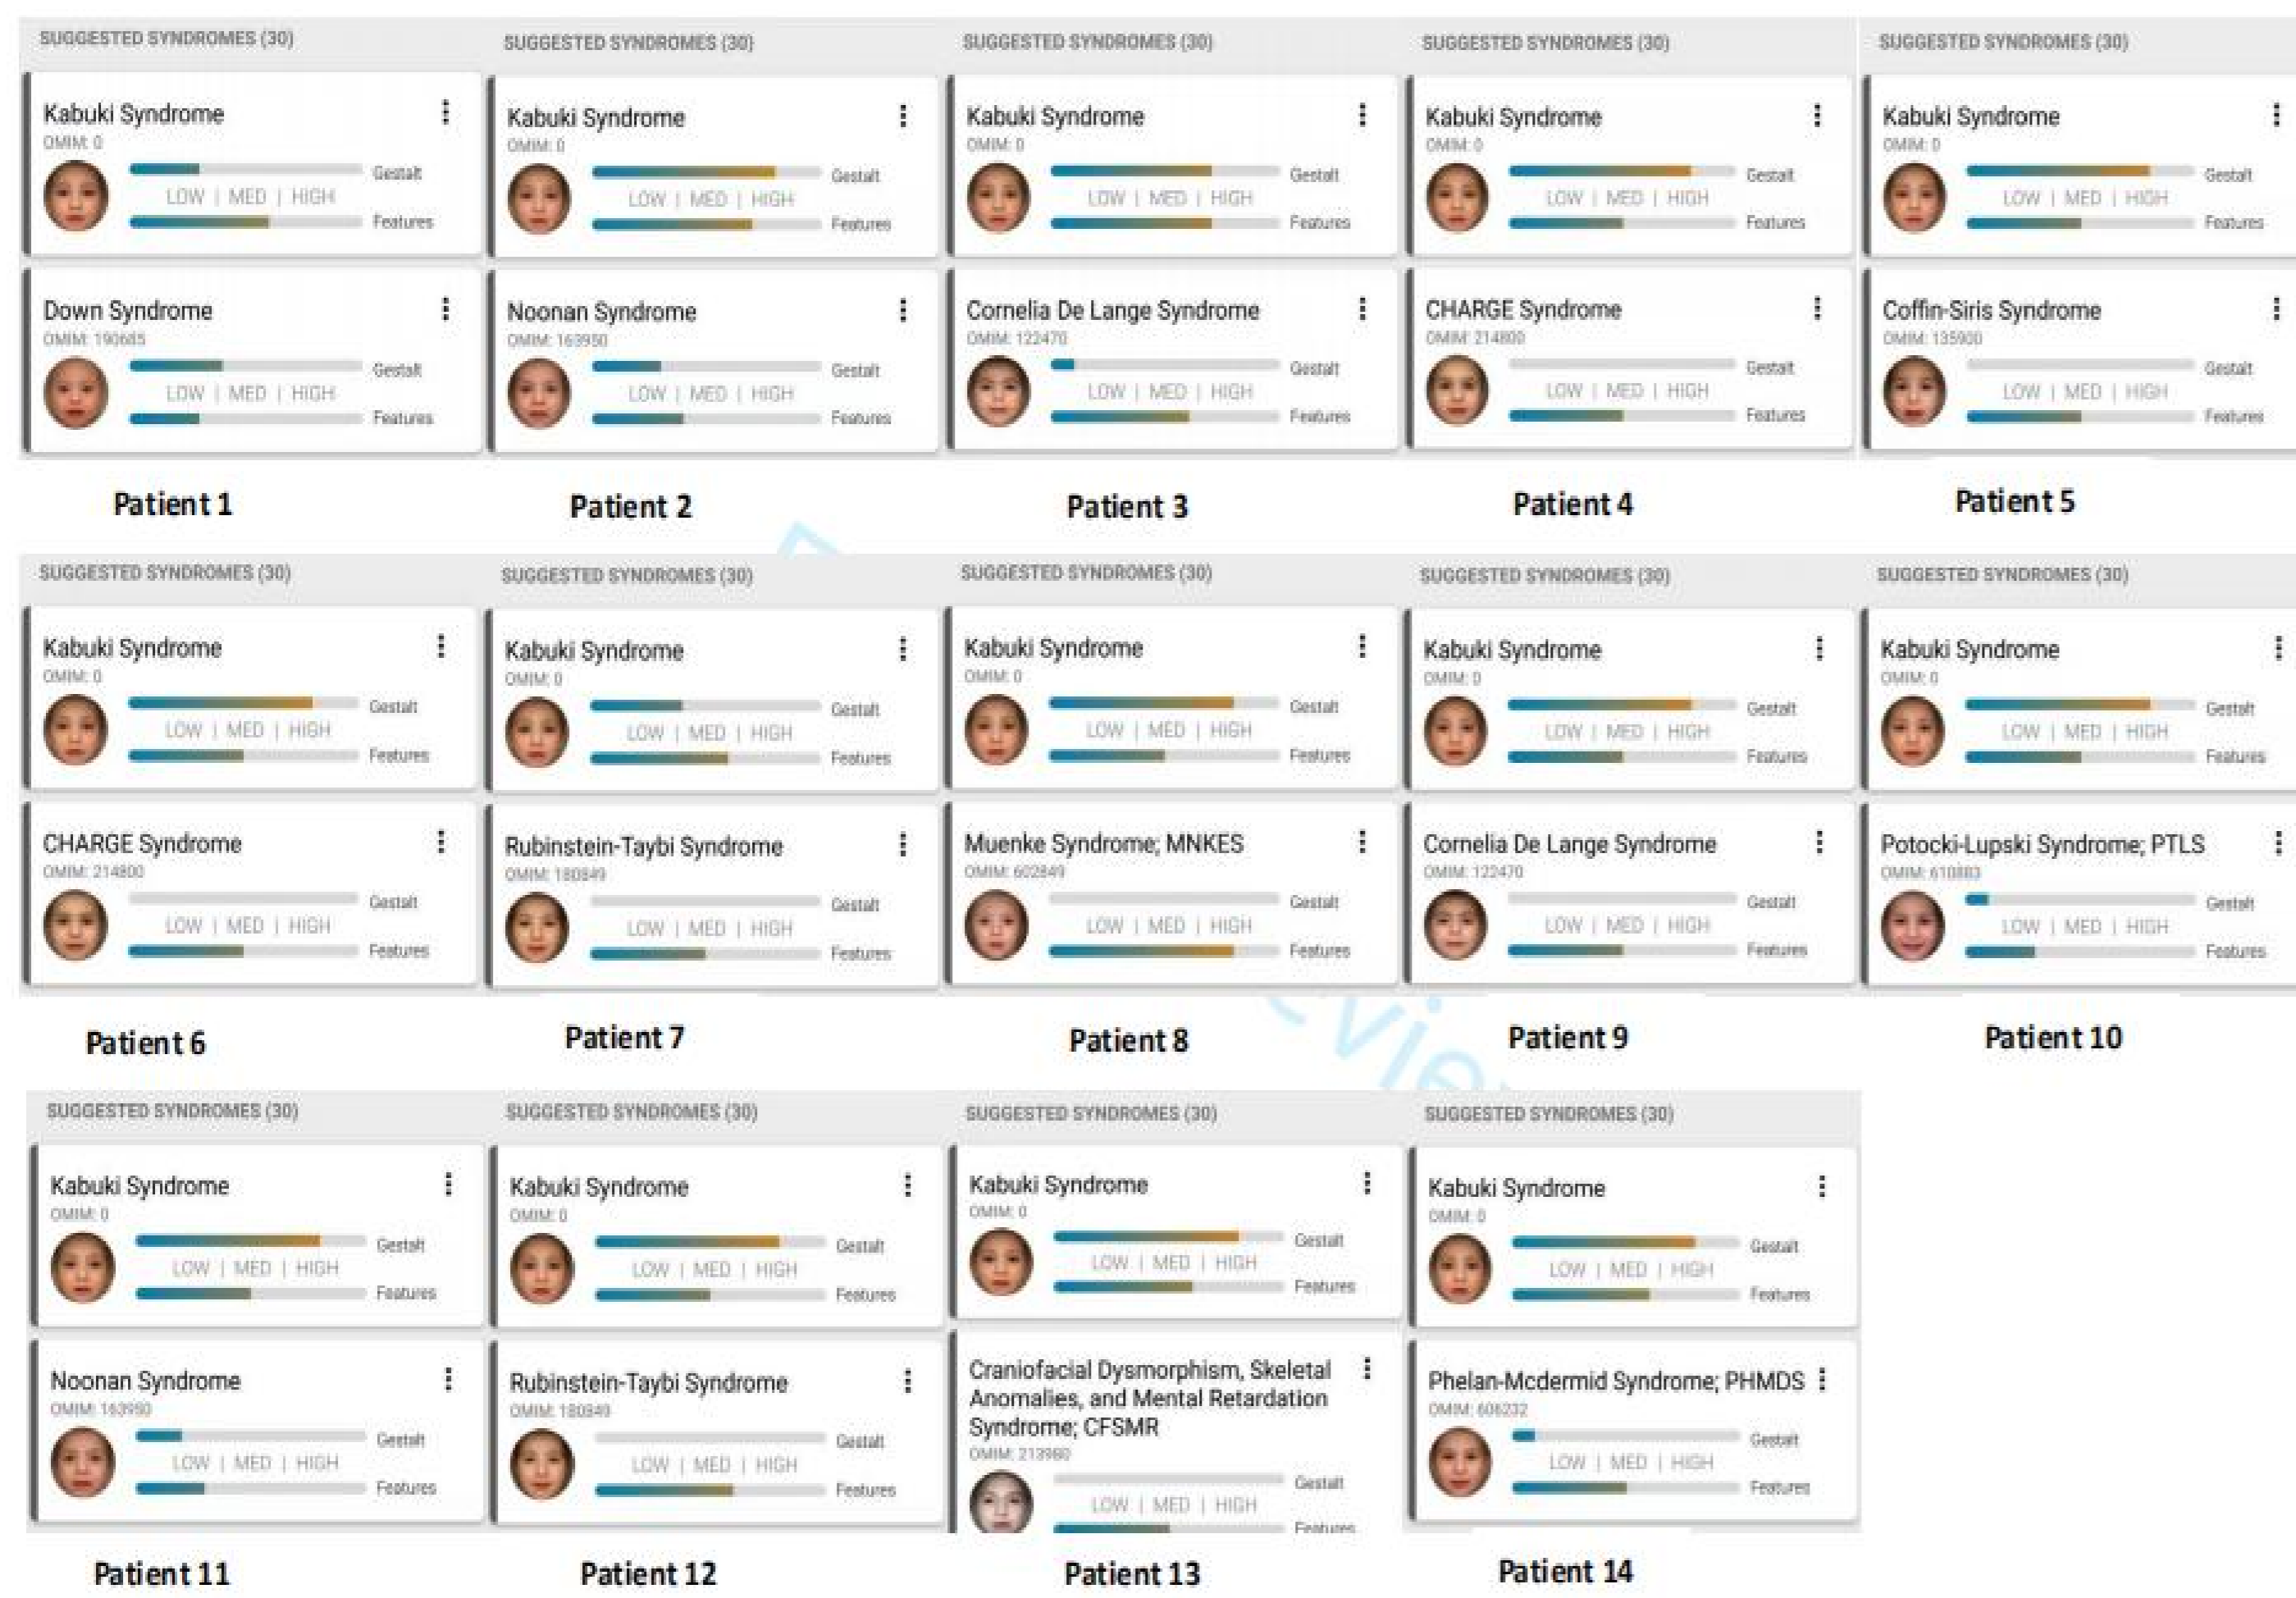 SUGGESTED SYNDROMES (30)
Kabuki Syndrome
OMIM: 0
Gestalt
LOW | MED | HIGH
Features
Down Syndrome
OMIM: 190685
Gestalt
LOW | MED | HIGH
Features
Patient 1
SUGGESTED SYNDROMES (30)
Kabuki Syndrome
OMIM: 0
Gestalt
LOW | MED | HIGH
Features
Noonan Syndrome
OMIM: 163950
Gestalt
LOW | MED | HIGH
Features
Patient 2
SUGGESTED SYNDROMES (30)
Kabuki Syndrome
OMIM: 0
Gestalt
LOW | MED | HIGH
Features
Cornelia De Lange Syndrome
OMIM: 122470
Gestalt
LOW | MED | HIGH
Features
Patient 3
SUGGESTED SYNDROMES (30)
Kabuki Syndrome
OMIM: 0
Gestalt
LOW | MED | HIGH
Features
CHARGE Syndrome
OMIM: 214800
Gestalt
LOW | MED | HIGH
Features
Patient 4
SUGGESTED SYNDROMES (30)
Kabuki Syndrome
OMIM: 0
Gestalt
LOW | MED | HIGH
Features
Coffin-Siris Syndrome
OMIM: 135900
Gestalt
LOW | MED | HIGH
Features
Patient 5
SUGGESTED SYNDROMES (30)
Kabuki Syndrome
OMIM: 0
Gestalt
LOW | MED | HIGH
Features
CHARGE Syndrome
OMIM: 214800
Gestalt
LOW | MED | HIGH
Features
Patient 6
SUGGESTED SYNDROMES (30)
Kabuki Syndrome
OMIM: 0
Gestalt
LOW | MED | HIGH
Features
Rubinstein-Taybi Syndrome
OMIM: 180849
Gestalt
LOW | MED | HIGH
Features
Patient 7
SUGGESTED SYNDROMES (30)
Kabuki Syndrome
OMIM: 0
Gestalt
LOW | MED | HIGH
Features
Muenke Syndrome; MNKES
OMIM: 602849
Gestalt
LOW | MED | HIGH
Features
Patient 8
SUGGESTED SYNDROMES (30)
Kabuki Syndrome
OMIM: 0
Gestalt
LOW | MED | HIGH
Features
Cornelia De Lange Syndrome
OMIM: 122470
Gestalt
LOW | MED | HIGH
Features
Patient 9
SUGGESTED SYNDROMES (30)
Kabuki Syndrome
OMIM: 0
Gestalt
LOW | MED | HIGH
Features
Potocki-Lupski Syndrome; PTLS
OMIM: 610883
Gestalt
LOW | MED | HIGH
Features
Patient 10
SUGGESTED SYNDROMES (30)
Kabuki Syndrome
OMIM: 0
Gestalt
LOW | MED | HIGH
Features
Noonan Syndrome
OMIM: 163950
Gestalt
LOW | MED | HIGH
Features
Patient 11
SUGGESTED SYNDROMES (30)
Kabuki Syndrome
OMIM: 0
Gestalt
LOW | MED | HIGH
Features
Rubinstein-Taybi Syndrome
OMIM: 180849
Gestalt
LOW | MED | HIGH
Features
Patient 12
SUGGESTED SYNDROMES (30)
Kabuki Syndrome
OMIM: 0
Gestalt
LOW | MED | HIGH
Features
Craniofacial Dysmorphism, Skeletal
Anomalies, and Mental Retardation
Syndrome; CFSMR
OMIM: 213980
Gestalt
LOW | MED | HIGH
Features
Patient 13
SUGGESTED SYNDROMES (30)
Kabuki Syndrome
OMIM: 0
Gestalt
LOW | MED | HIGH
Features
Phelan-Mcdermid Syndrome; PHMDS
OMIM: 606232
Gestalt
LOW | MED | HIGH
Features
Patient 14